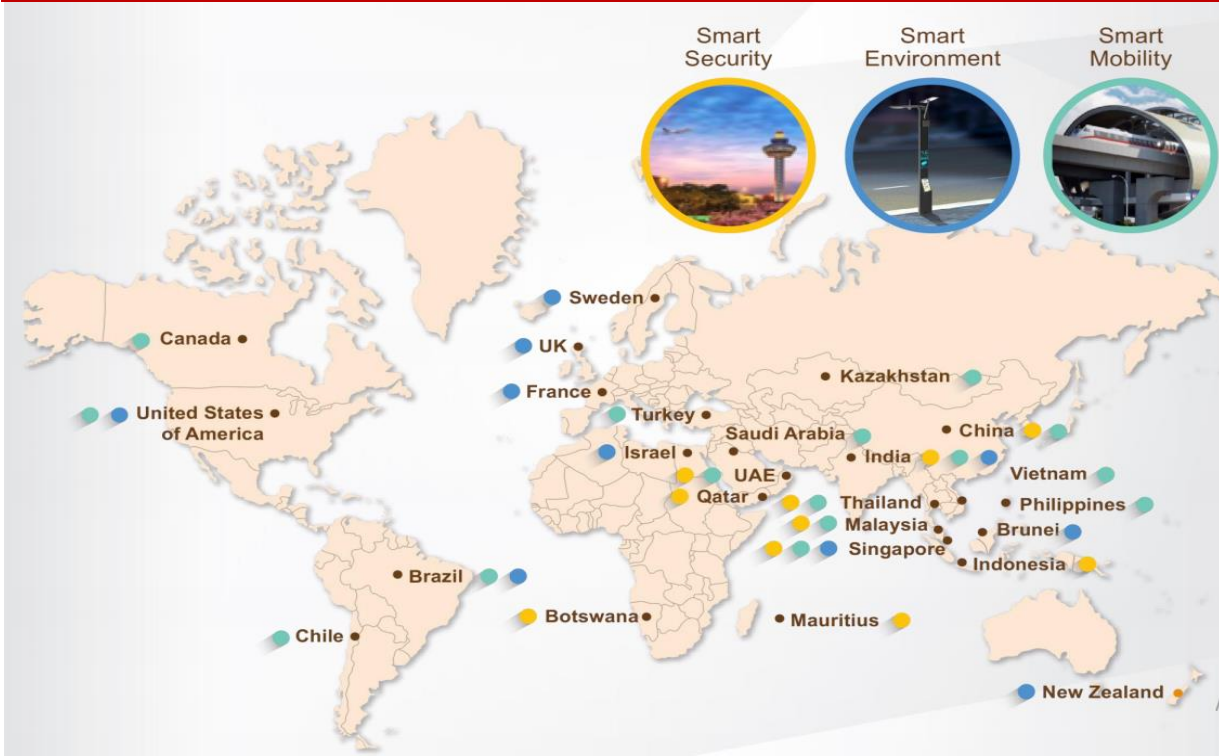 Smart
Security
Smart
Environment
Smart
Mobility
Sweden
Canada
UK
Kazakhstan
France
United States
of America
Turkey
Saudi Arabia
China
Israel
India
UAE
Vietnam
Qatar
Thailand
Philippines
Malaysia
Brunei
Singapore
Indonesia
Brazil
Botswana
Mauritius
Chile
New Zealand